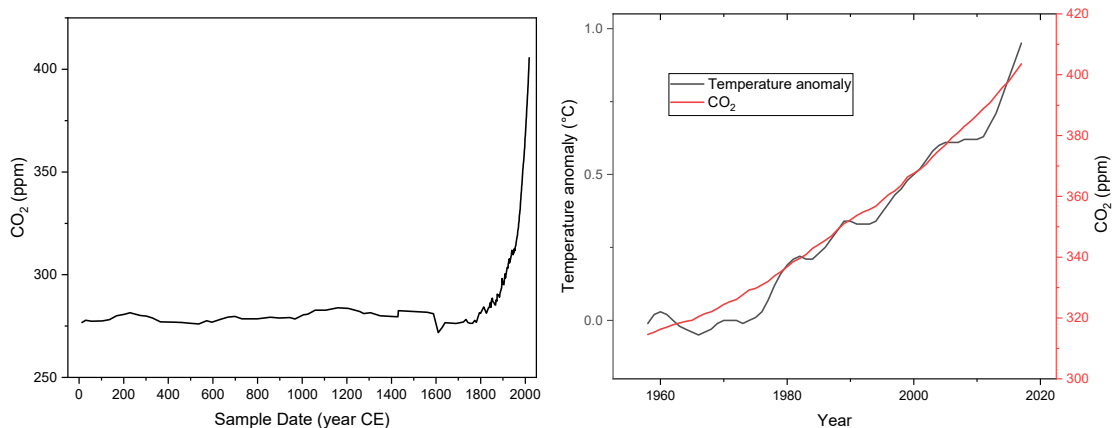 400
350
300
250
CO2 (ppm)
0 200 400 600 800 1000 1200 1400 1600 1800 2000
Sample Date (year CE)
1.0
0.5
0.0
Temperature anomaly (°C)
Temperature anomaly
CO2
420
400
380
360
340
320
300
CO2 (ppm)
1960 1980 2000 2020
Year